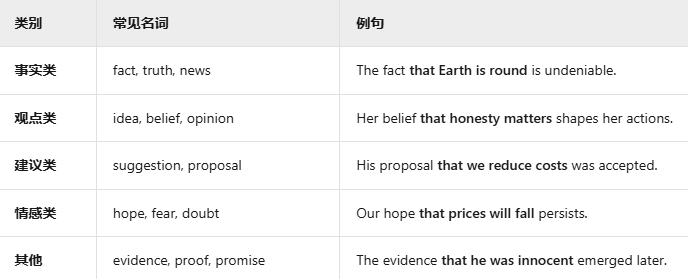 类别 常见名词 例句
事实类 fact, truth, news The fact that Earth is round is undeniable.
观点类 idea, belief, opinion Her belief that honesty matters shapes her actions.
建议类 suggestion, proposal His proposal that we reduce costs was accepted.
情感类 hope, fear, doubt Our hope that prices will fall persists.
其他 evidence, proof, promise The evidence that he was innocent emerged later.